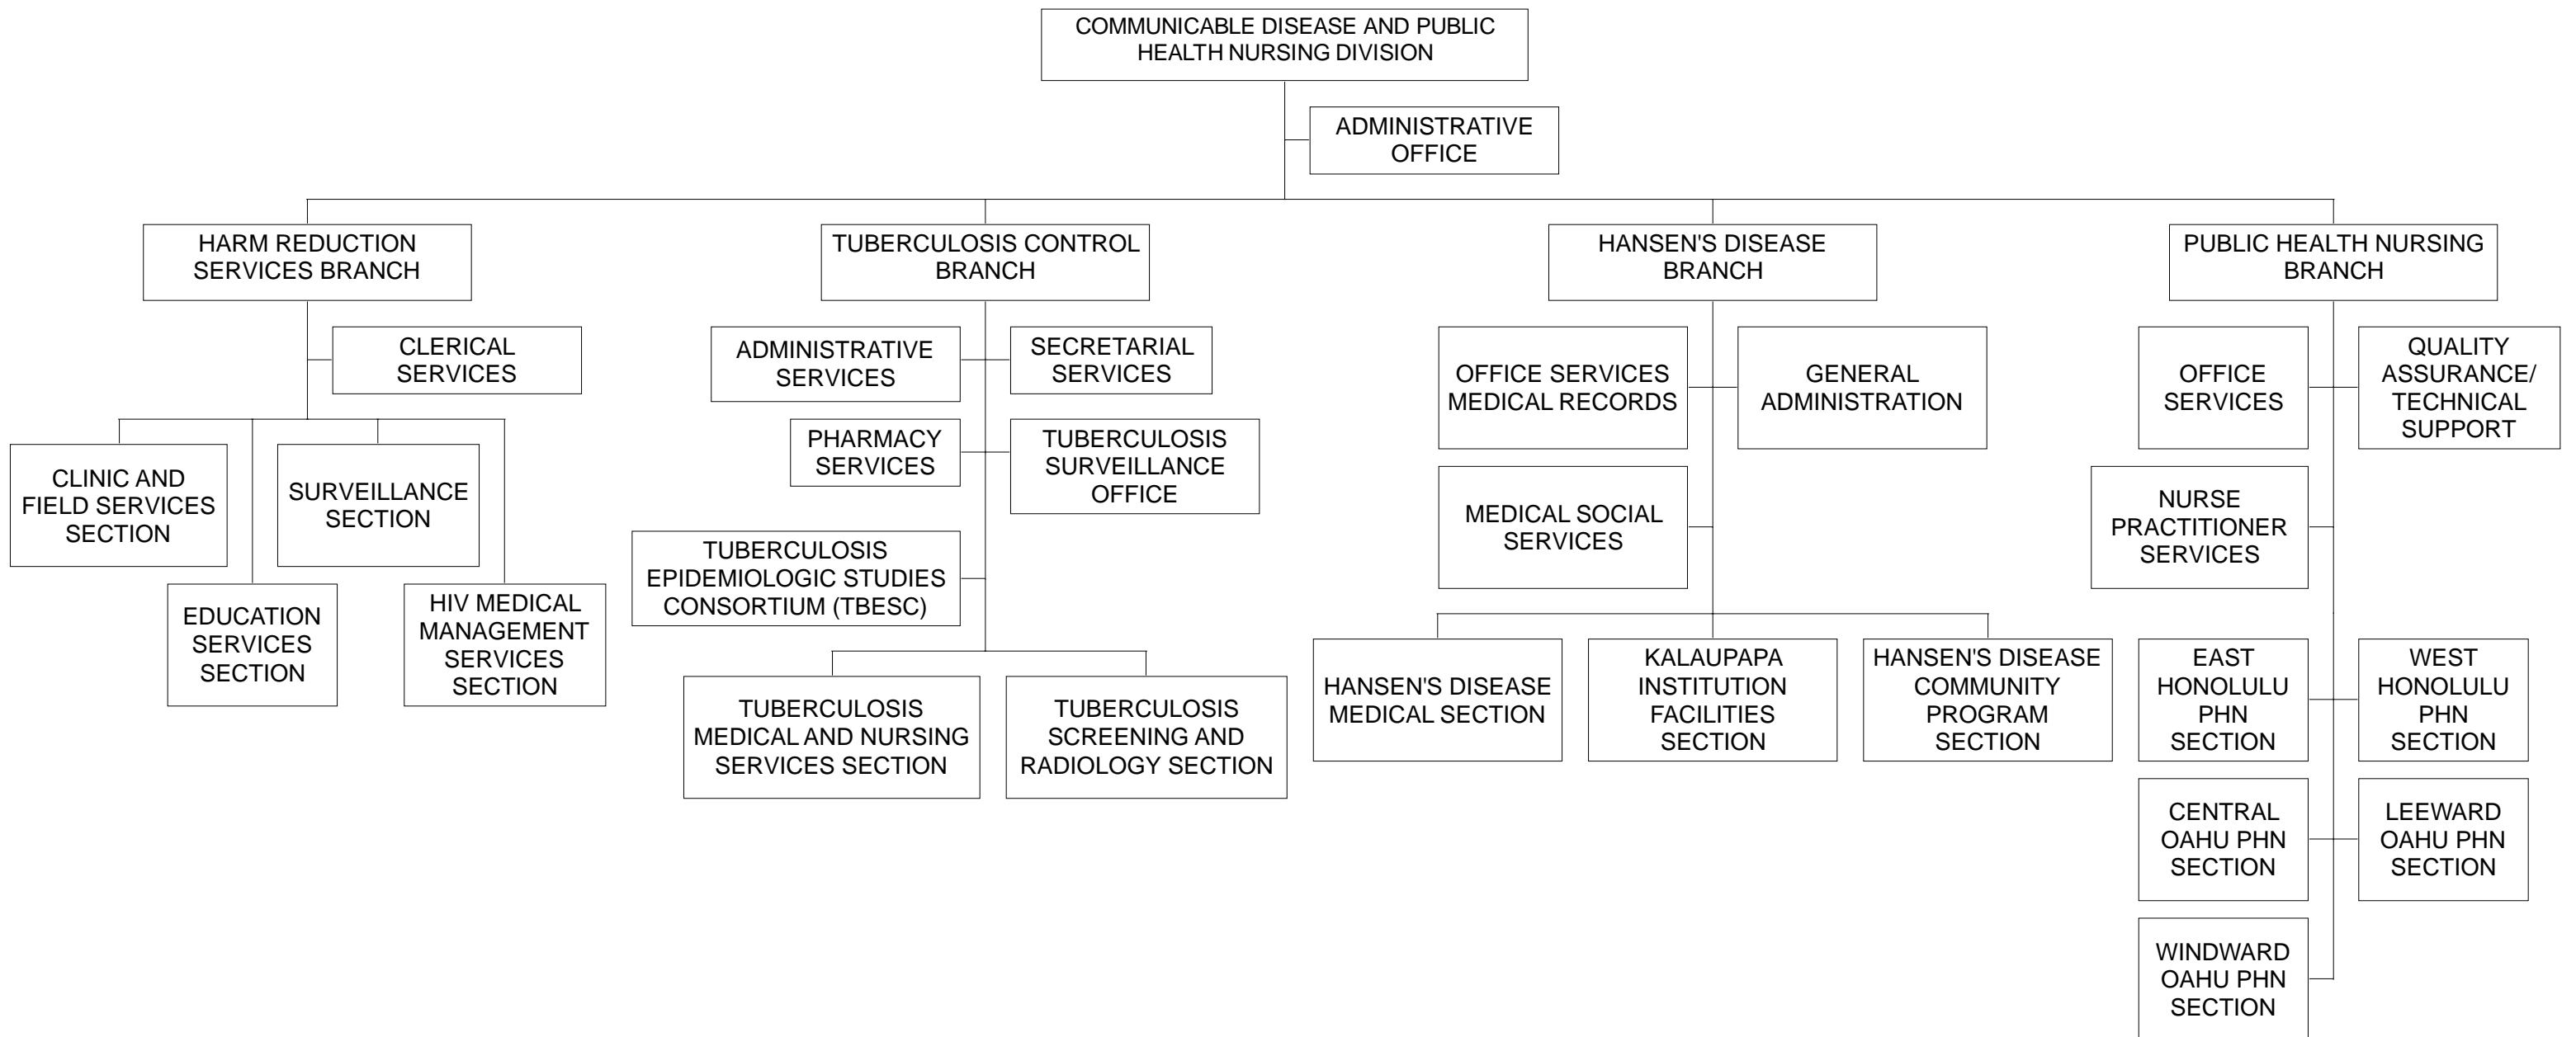 COMMUNICABLE DISEASE AND PUBLIC
HEALTH NURSING DIVISION
ADMINISTRATIVE
OFFICE
HARM REDUCTION
SERVICES BRANCH
TUBERCULOSIS CONTROL
BRANCH
HANSEN'S DISEASE
BRANCH
PUBLIC HEALTH NURSING
BRANCH
CLERICAL
SERVICES
CLINIC AND
FIELD SERVICES
SECTION
SURVEILLANCE
SECTION
EDUCATION
SERVICES
SECTION
HIV MEDICAL
MANAGEMENT
SERVICES
SECTION
ADMINISTRATIVE
SERVICES
SECRETARIAL
SERVICES
PHARMACY
SERVICES
TUBERCULOSIS
SURVEILLANCE
OFFICE
TUBERCULOSIS
EPIDEMIOLOGIC STUDIES
CONSORTIUM (TBESC)
TUBERCULOSIS
MEDICAL AND NURSING
SERVICES SECTION
TUBERCULOSIS
SCREENING AND
RADIOLOGY SECTION
OFFICE SERVICES
MEDICAL RECORDS
GENERAL
ADMINISTRATION
MEDICAL SOCIAL
SERVICES
HANSEN'S DISEASE
MEDICAL SECTION
KALAUPAPA
INSTITUTION
FACILITIES
SECTION
HANSEN'S DISEASE
COMMUNITY
PROGRAM
SECTION
OFFICE
SERVICES
QUALITY
ASSURANCE/
TECHNICAL
SUPPORT
NURSE
PRACTITIONER
SERVICES
EAST
HONOLULU
PHN
SECTION
WEST
HONOLULU
PHN
SECTION
CENTRAL
OAHU PHN
SECTION
LEEWARD
OAHU PHN
SECTION
WINDWARD
OAHU PHN
SECTION